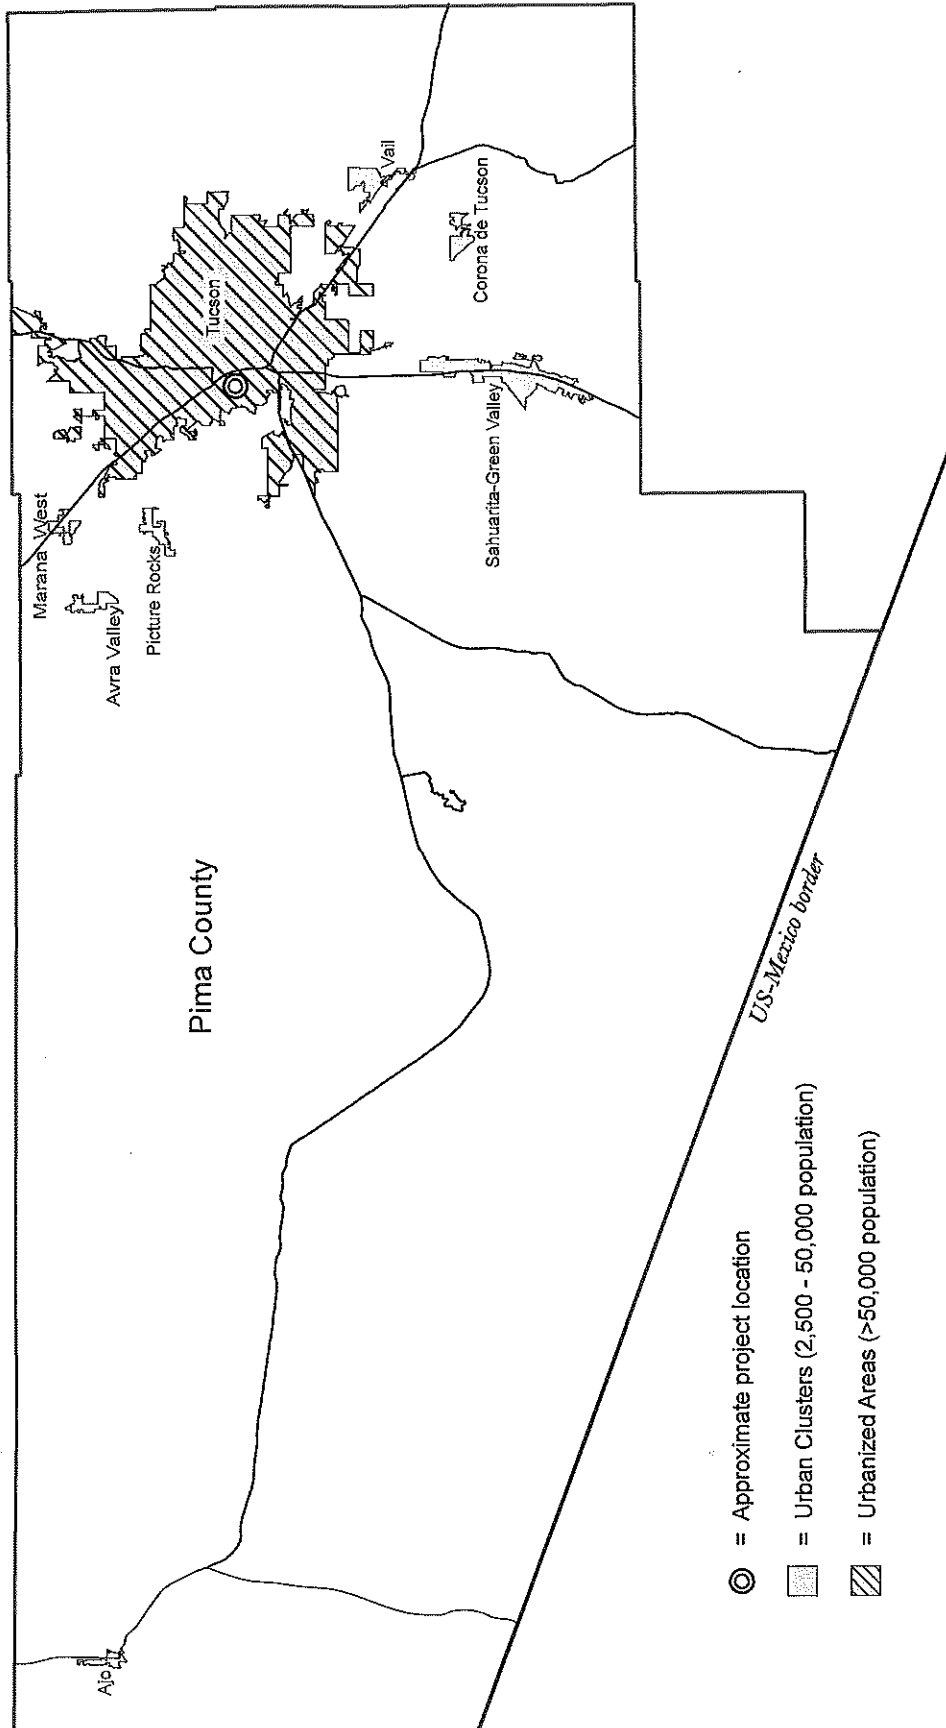 Marana West
Avra Valley
Picture Rocks
Tucson
Vail
Corona de Tucson
Sahuarita-Green Valley
Pima County
Ajo
US-Mexico border
= Approximate project location
= Urban Clusters (2,500 - 50,000 population)
= Urbanized Areas (>50,000 population)